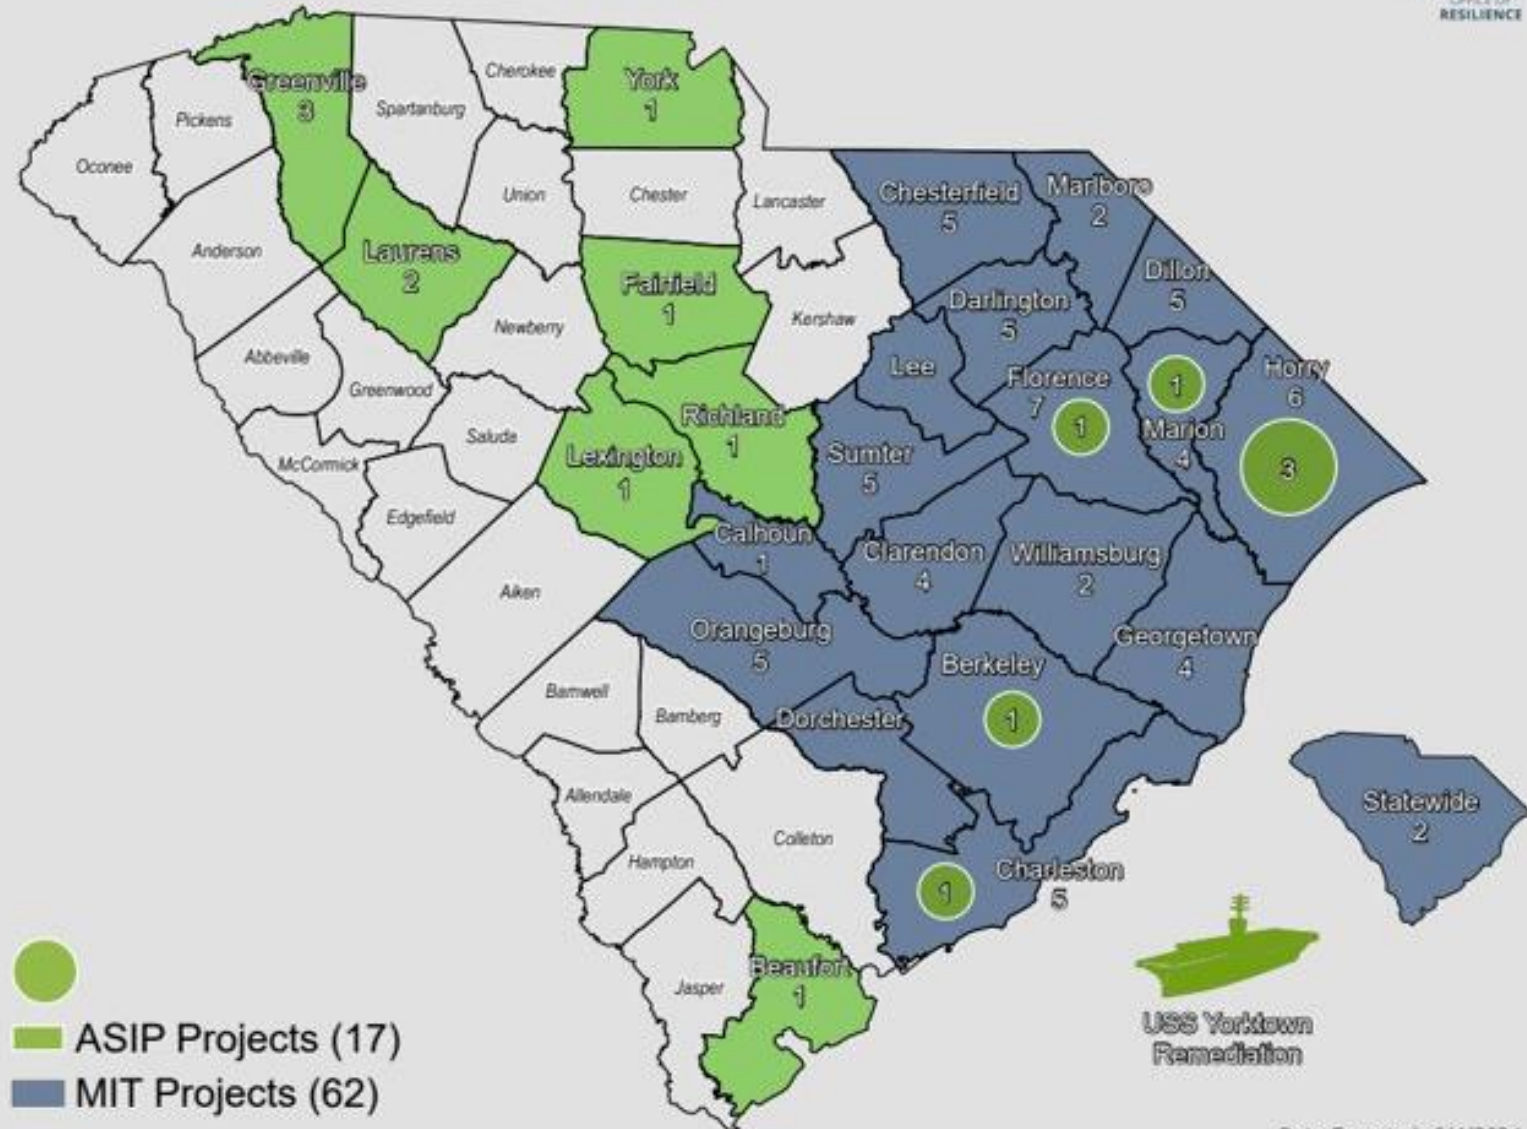 RESILIENCE
Greenville
3
Spartanburg
Cherokee
York
1
Pickens
Oconee
Union
Chester
Lancaster
Chesterfield
5
Marlboro
2
Anderson
Laurens
2
Fairfield
1
Kershaw
Darlington
5
Dillon
5
Newberry
Abbeville
Greenwood
Lee
Florence
7
1
1
Marion
4
Horry
6
3
Saluda
Lexington
1
Richland
1
Sumter
5
McCormick
Edgefield
Calhoun
1
Clarendon
4
Williamsburg
2
Aiken
Orangeburg
5
Berkeley
1
Georgetown
4
Barnwell
Bamberg
Dorchester
Allendale
Colleton
Hampton
Charleston
5
1
Statewide
2
Jasper
Beaufort
1
USS Yorktown
Remediation
ASIP Projects (17)
MIT Projects (62)